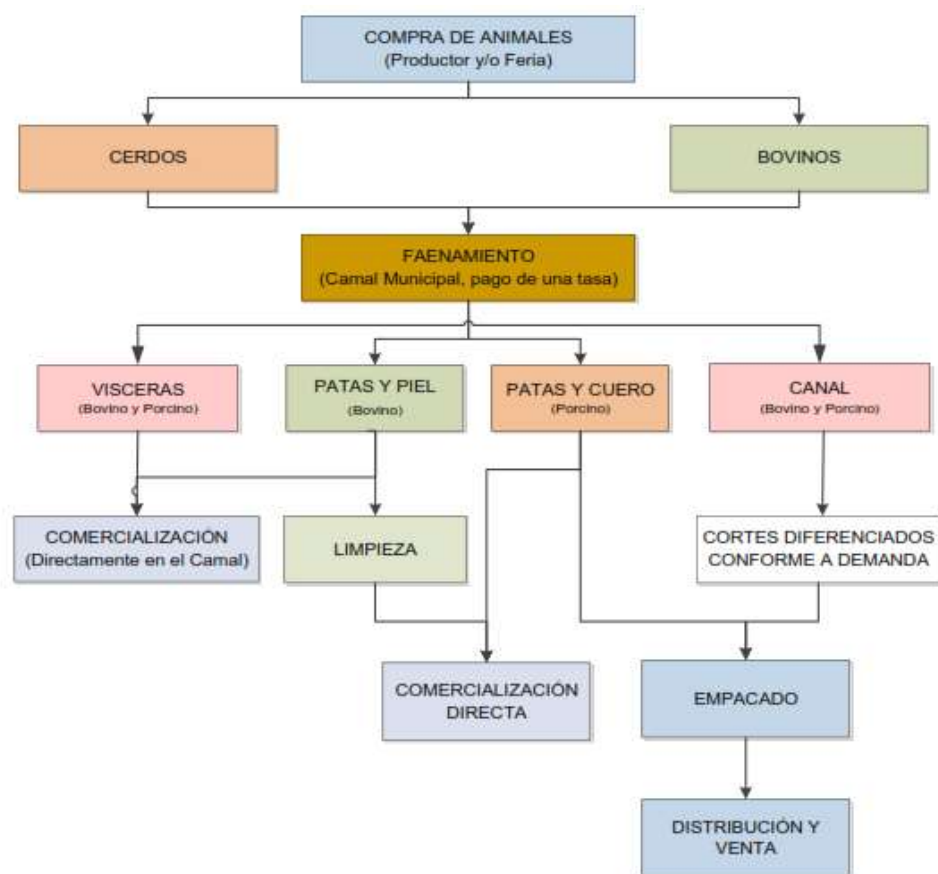 COMPRA DE ANIMALES
(Productor y/o Feria)
CERDOS
BOVINOS
FAENAMIENTO
(Camal Municipal, pago de una tasa)
VISCERAS
(Bovino y Porcino)
PATAS Y PIEL
(Bovino)
PATAS Y CUERO
(Porcino)
CANAL
(Bovino y Porcino)
COMERCIALIZACIÓN
(Directamente en el Camal)
LIMPIEZA
CORTES DIFERENCIADOS
CONFORME A DEMANDA
COMERCIALIZACIÓN
DIRECTA
EMPACADO
DISTRIBUCIÓN Y
VENTA